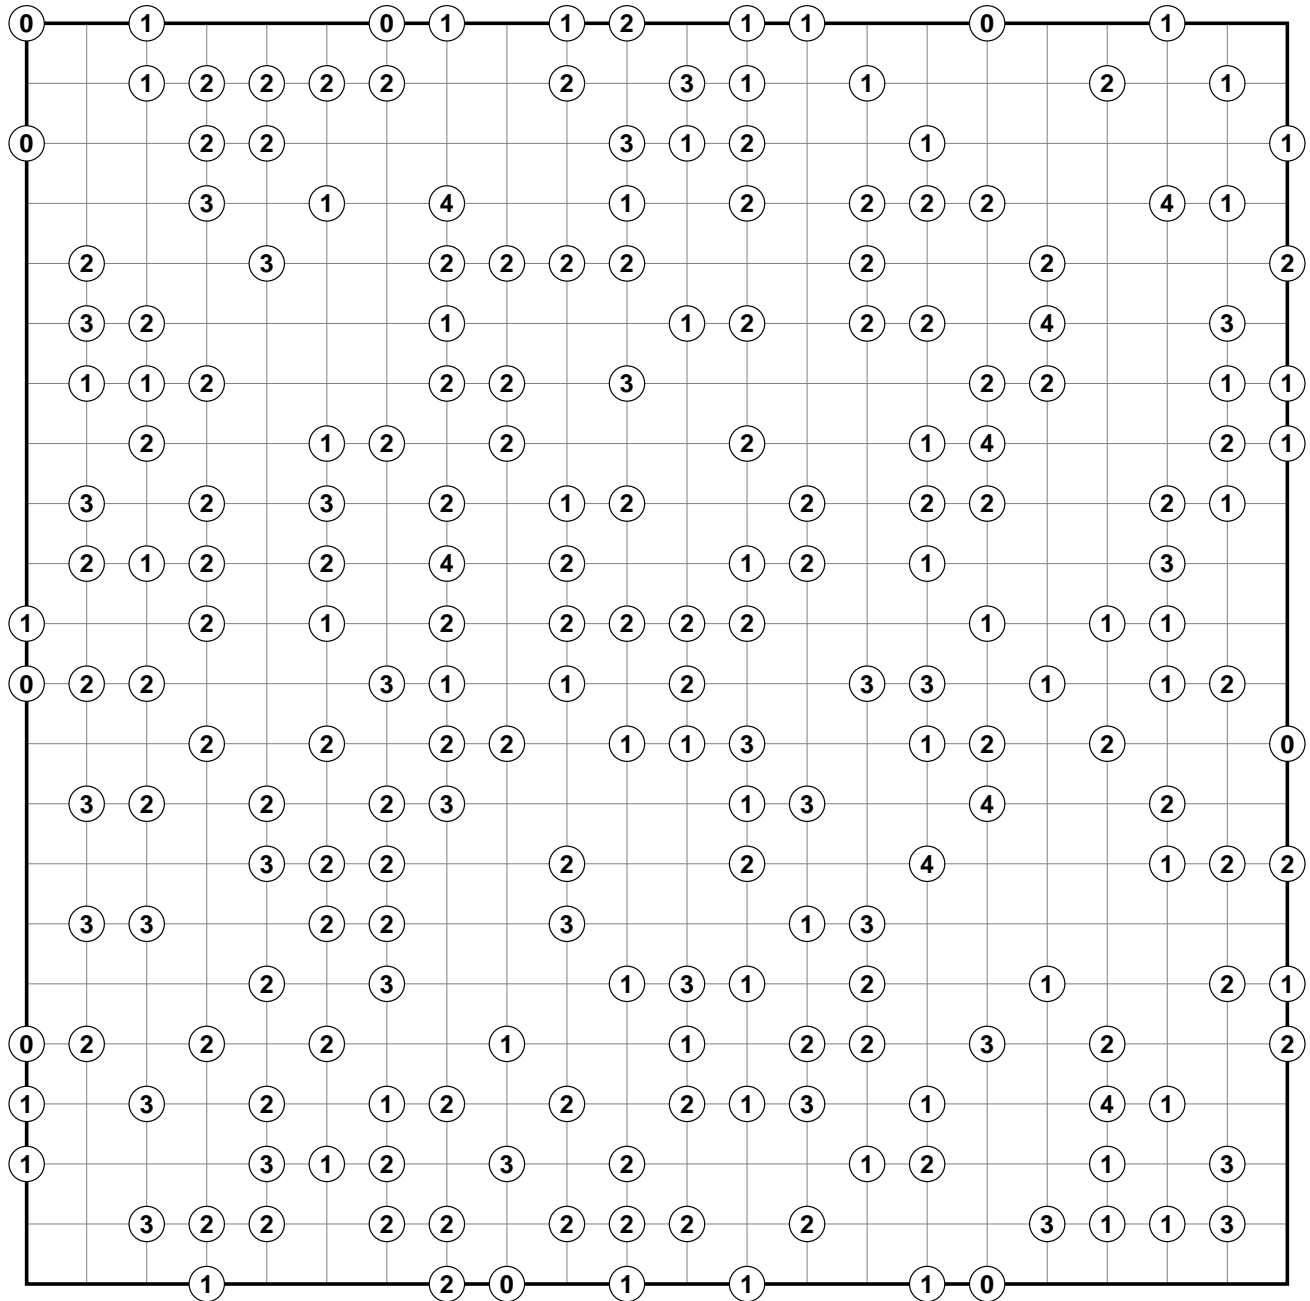 0 1 0 1 1 2 1 1 0 1
1 2 2 2 2 2 3 1 1 2 1
0 2 2 3 1 2 1 1
3 1 4 1 2 2 2 2 4 1
2 3 2 2 2 2 2 2 2
3 2 1 1 2 2 2 4 3
1 1 2 2 2 3 2 2 1 1
2 1 2 2 2 1 4 2 1
3 2 3 2 1 2 2 2 2 2 1
2 1 2 2 4 2 1 2 1 3
1 2 1 2 2 2 2 2 1 1 1
0 2 2 3 1 1 2 3 3 1 1 2
2 2 2 2 1 1 3 1 2 2 0
3 2 2 2 3 1 3 4 2
3 2 2 2 2 4 1 2 2
3 3 2 2 3 1 3
2 3 1 3 1 2 1 2 1
0 2 2 2 1 1 2 2 3 2 2
1 3 2 1 2 2 2 1 3 1 4 1
1 3 1 2 3 2 1 2 1 3
3 2 2 2 2 2 2 2 2 3 1 1 3
1 2 0 1 1 1 0